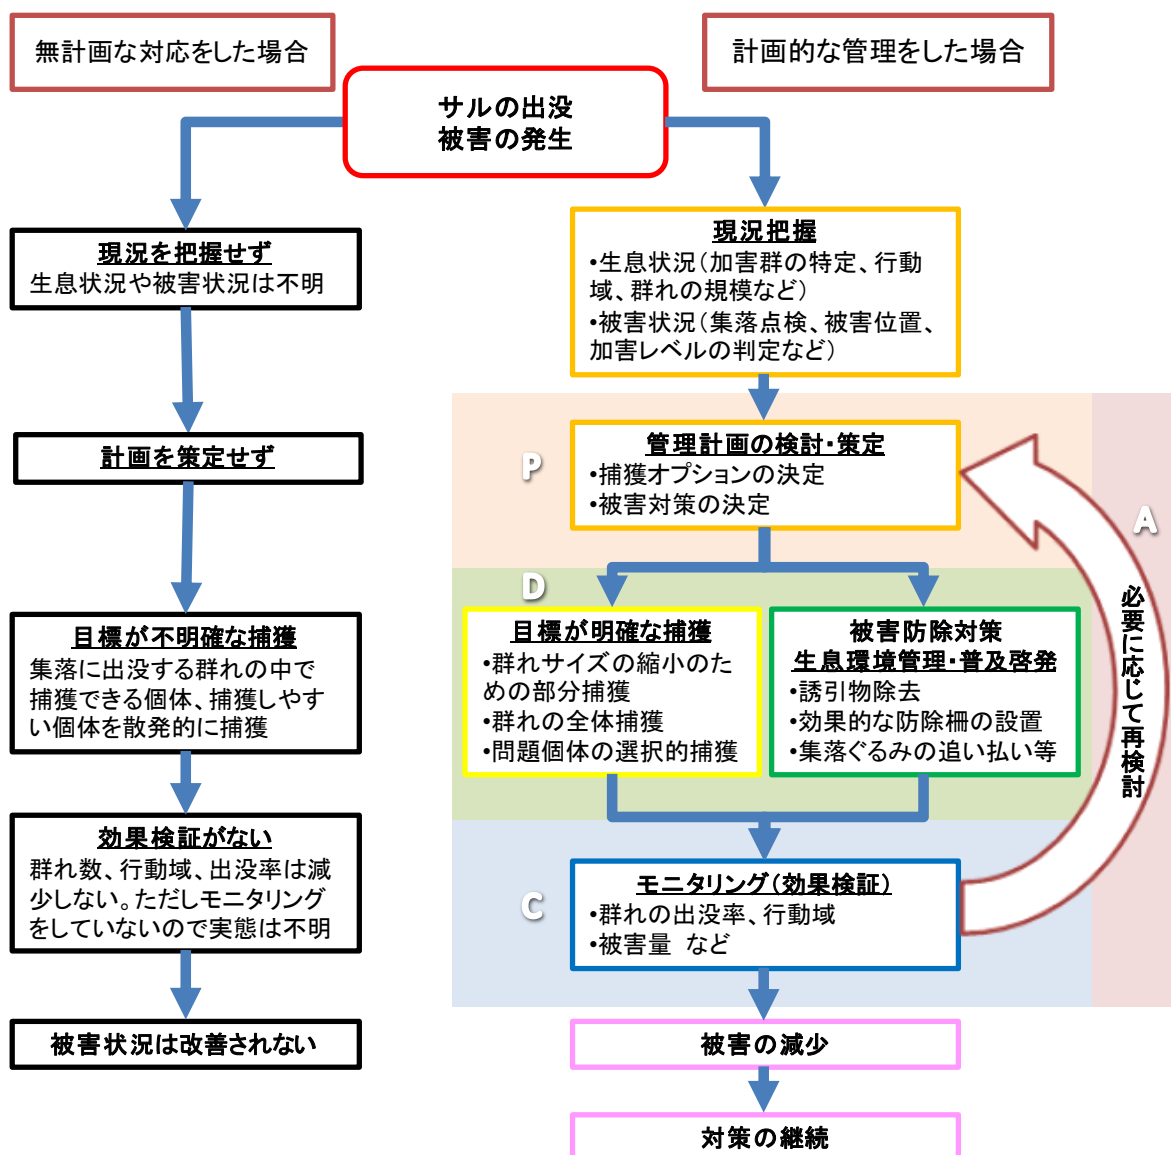 無計画な対応をした場合
計画的な管理をした場合
サルの出没
被害の発生
現況を把握せず
生息状況や被害状況は不明
計画を策定せず
目標が不明確な捕獲
集落に出没する群れの中で
捕獲できる個体、捕獲しやす
い個体を散発的に捕獲
効果検証がない
群れ数、行動域、出没率は減
少しない。ただしモニタリング
をしていないので実態は不明
被害状況は改善されない
現況把握
•生息状況(加害群の特定、行動
域、群れの規模など)
•被害状況(集落点検、被害位置、
加害レベルの判定など)
P
管理計画の検討・策定
•捕獲オプションの決定
•被害対策の決定
D
目標が明確な捕獲
•群れサイズの縮小のた
めの部分捕獲
•群れの全体捕獲
•問題個体の選択的捕獲
被害防除対策
生息環境管理・普及啓発
•誘引物除去
•効果的な防除柵の設置
•集落ぐるみの追い払い等
C
モニタリング(効果検証)
•群れの出没率、行動域
•被害量 など
A
必要に応じて再検討
被害の減少
対策の継続